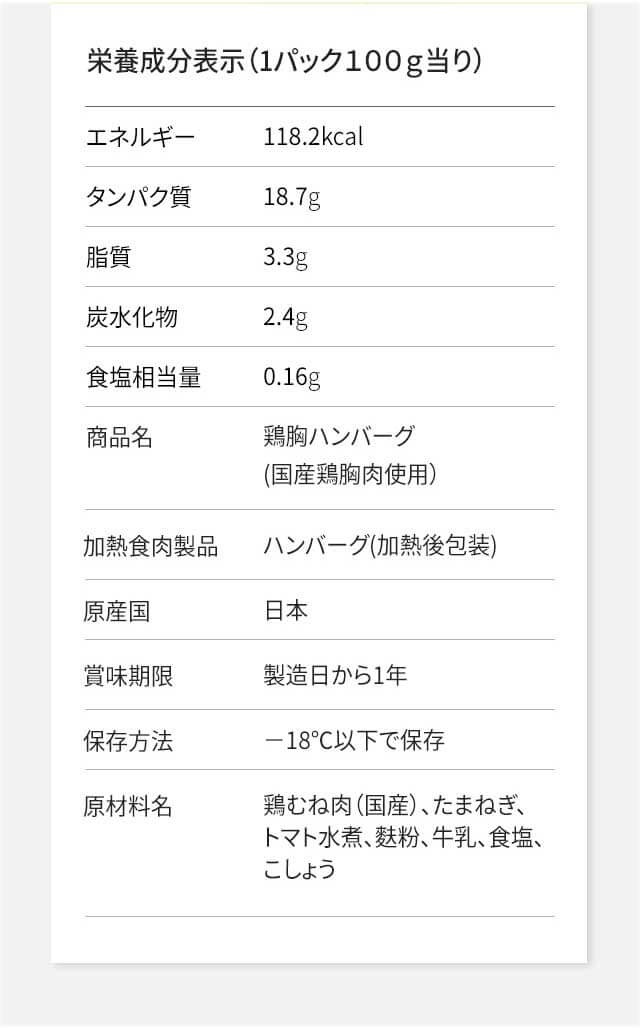 栄養成分表示（1パック１００ｇ当り）
エネルギー 118.2kcal
タンパク質 18.7g
脂質 3.3g
炭水化物 2.4g
食塩相当量 0.16g
商品名 鶏胸ハンバーグ
(国産鶏胸肉使用）
加熱食肉製品 ハンバーグ(加熱後包装)
原産国 日本
賞味期限 製造日から1年
保存方法 －18℃以下で保存
原材料名 鶏むね肉（国産）、たまねぎ、
トマト水煮、麩粉、牛乳、食塩、
こしょう